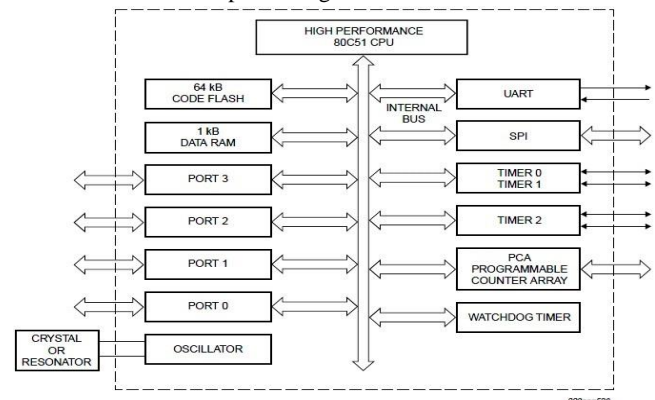 HIGH PERFORMANCE
80C51 CPU
64 kB
CODE FLASH
UART
INTERNAL
BUS
1 kB
DATA RAM
SPI
PORT 3
TIMER 0
TIMER 1
PORT 2
TIMER 2
PORT 1
PCA
PROGRAMMABLE
COUNTER ARRAY
PORT 0
WATCHDOG TIMER
CRYSTAL
OR
RESONATOR
OSCILLATOR